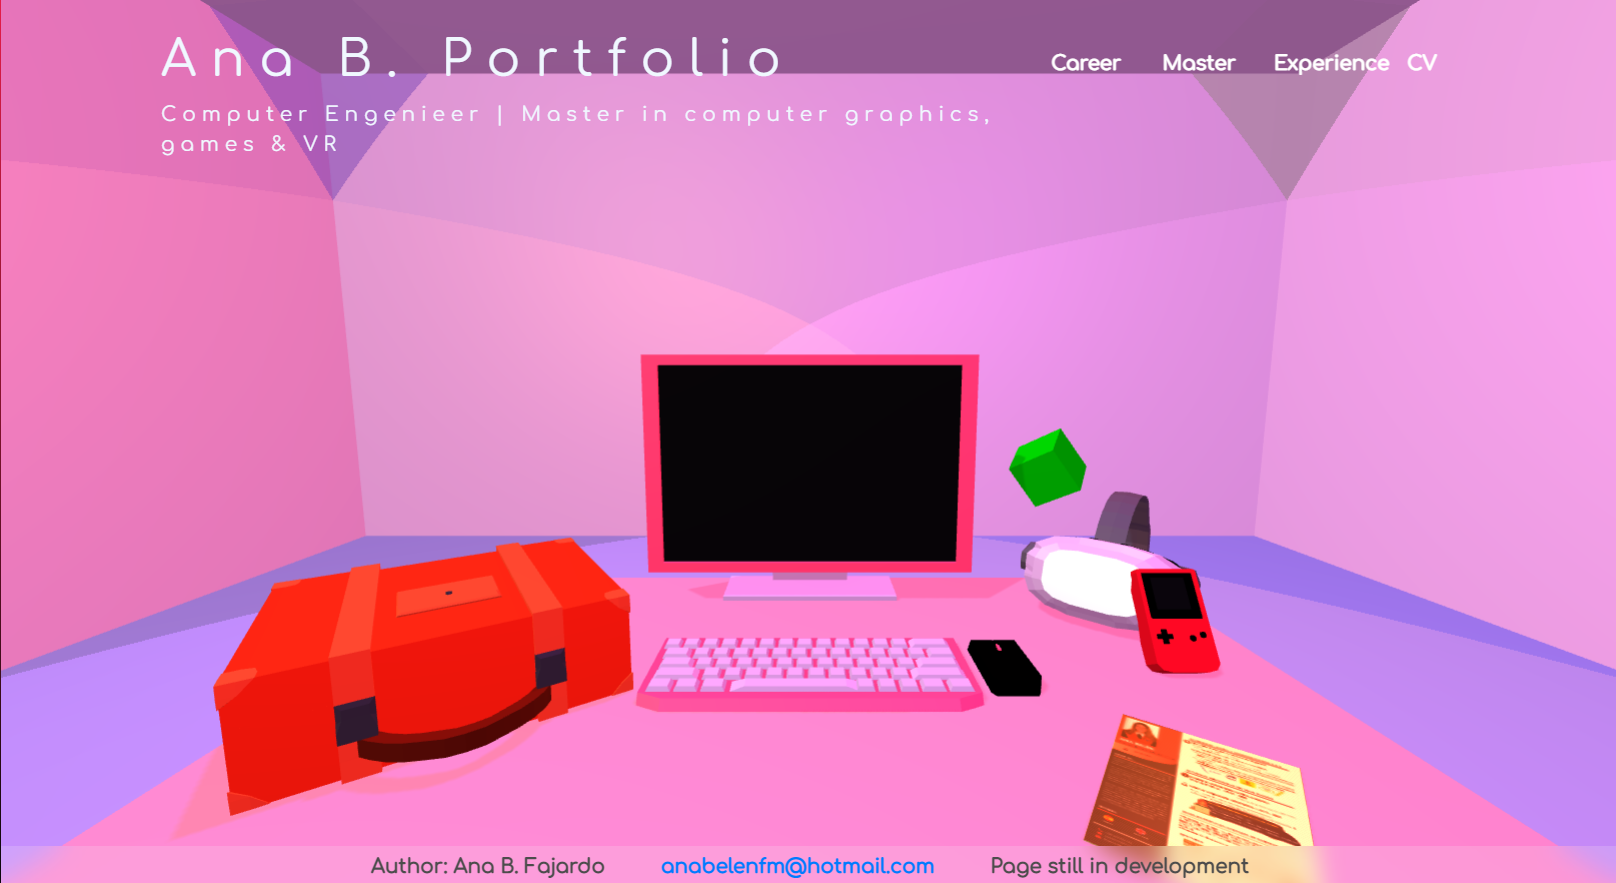 Ana B. Portfolio
Career Master Experience CV
Computer Engenieer | Master in computer graphics,
games & VR
Author: Ana B. Fajardo anabelenfm@hotmail.com Page still in development